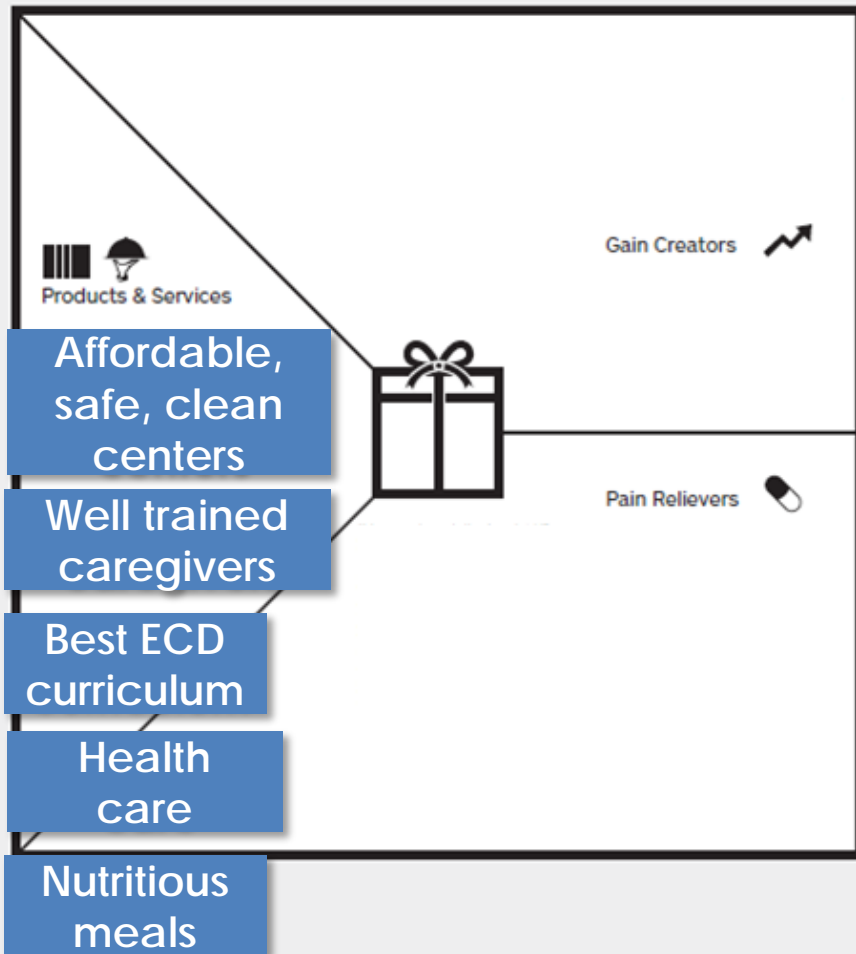 Gain Creators
Products & Services
Affordable,
safe, clean
centers
Well trained
caregivers
Pain Relievers
Best ECD
curriculum
Health
care
Nutritious
meals